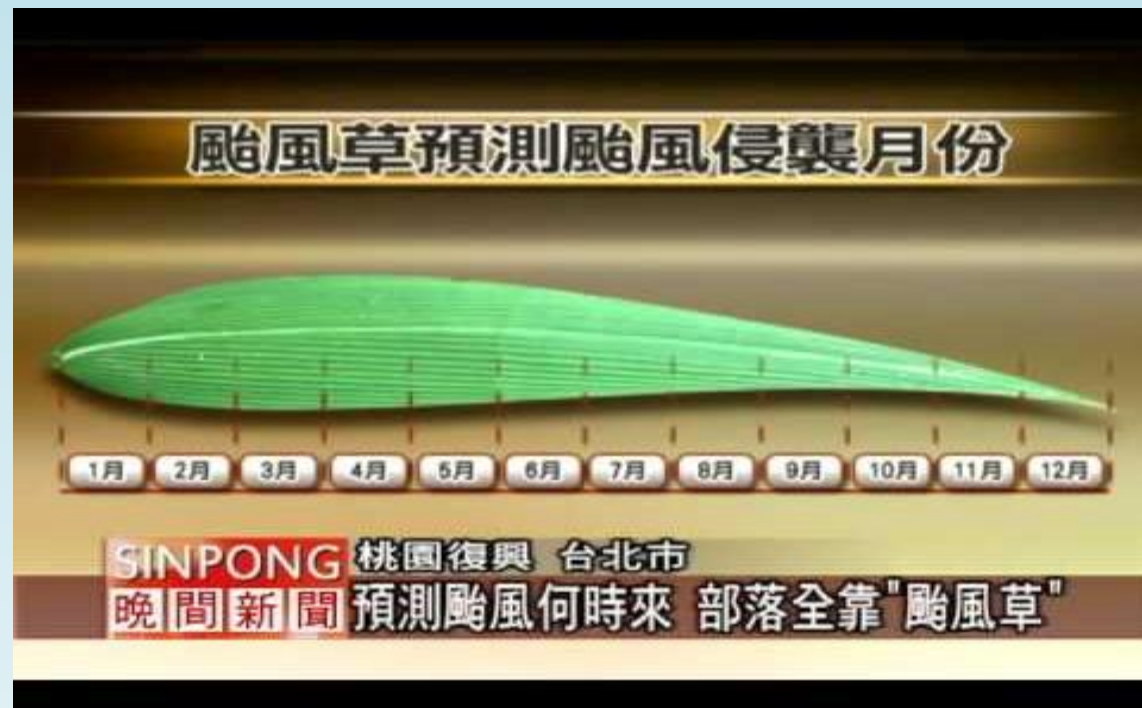 颱風草預測颱風侵襲月份
1月 2月 3月 4月 5月 6月 7月 8月 9月 10月 11月 12月
SINPONG 桃園復興 台北市
晚間新聞 預測颱風何時來 部落全靠"颱風草"